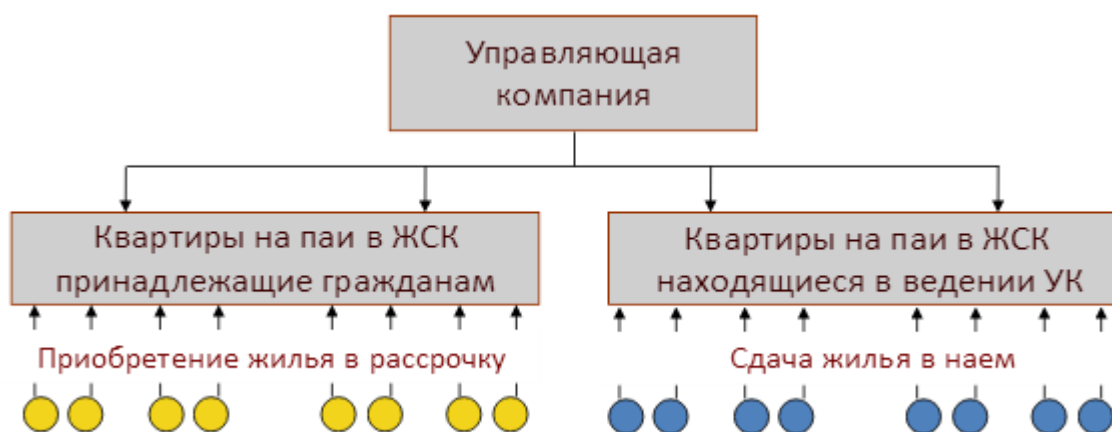 Управляющая
компания
Квартиры на паи в ЖСК
принадлежащие гражданам
Квартиры на паи в ЖСК
находящиеся в ведении УК
Приобретение жилья в рассрочку
Сдача жилья в наем